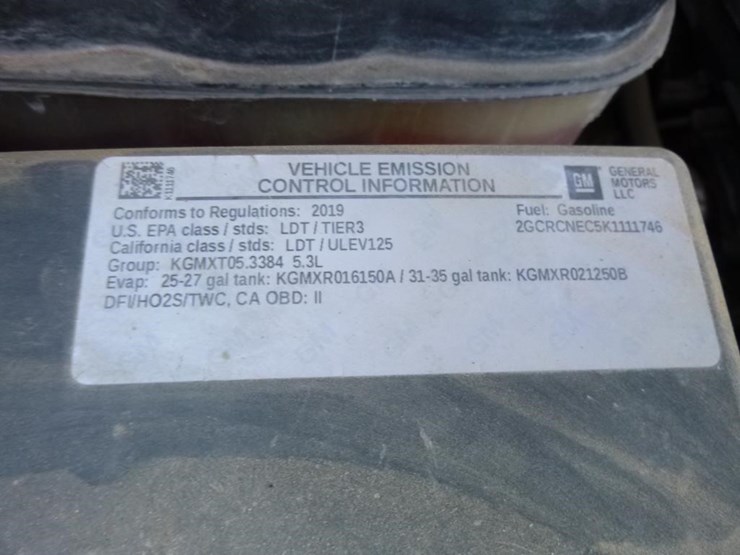 VEHICLE EMISSION
CONTROL INFORMATION
GM
GENERAL
MOTORS
LLC
Conforms to Regulations: 2019
Fuel: Gasoline
U.S. EPA class / stds: LDT / TIER3
2GCRCNEC5K1111746
California class / stds: LDT / ULEV125
Group: KGMXT05.3384 5.3L
Evap: 25-27 gal tank: KGMXR016150A / 31-35 gal tank: KGMXR021250B
DFI/HO2S/TWC, CA OBD: II